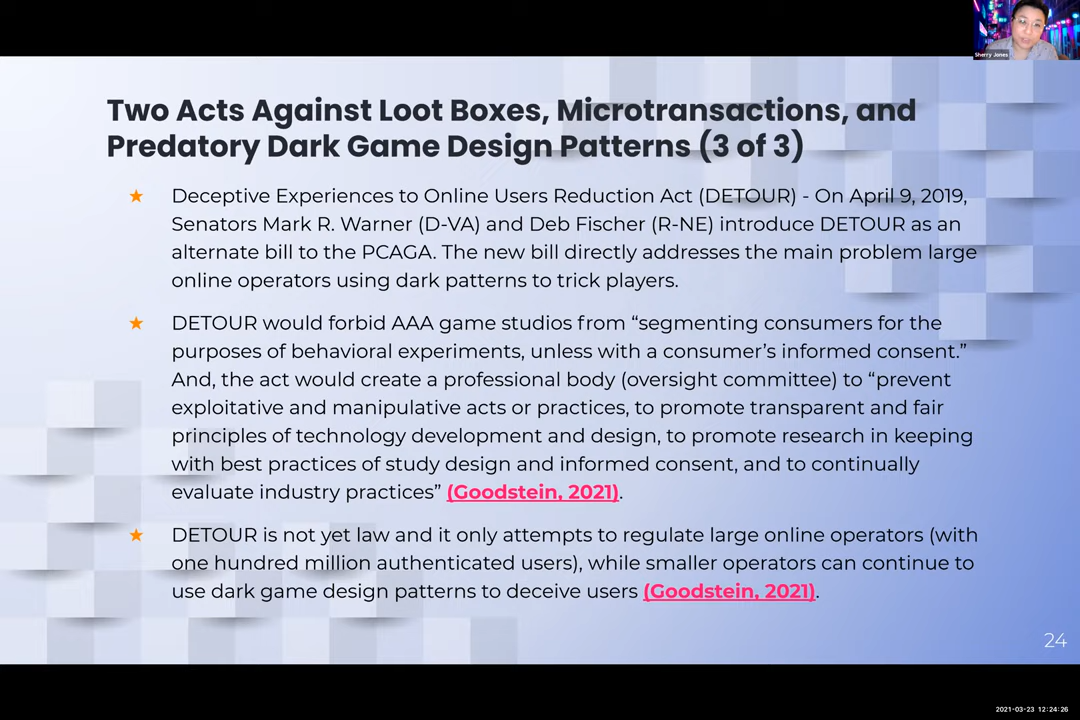 Sherry Jones
Two Acts Against Loot Boxes, Microtransactions, and
Predatory Dark Game Design Patterns (3 of 3)
★ Deceptive Experiences to Online Users Reduction Act (DETOUR) - On April 9, 2019,
Senators Mark R. Warner (D-VA) and Deb Fischer (R-NE) introduce DETOUR as an
alternate bill to the PCAGA. The new bill directly addresses the main problem large
online operators using dark patterns to trick players.
★ DETOUR would forbid AAA game studios from “segmenting consumers for the
purposes of behavioral experiments, unless with a consumer’s informed consent.”
And, the act would create a professional body (oversight committee) to “prevent
exploitative and manipulative acts or practices, to promote transparent and fair
principles of technology development and design, to promote research in keeping
with best practices of study design and informed consent, and to continually
evaluate industry practices” (Goodstein, 2021).
★ DETOUR is not yet law and it only attempts to regulate large online operators (with
one hundred million authenticated users), while smaller operators can continue to
use dark game design patterns to deceive users (Goodstein, 2021).
24
2021-03-23 12:24:26